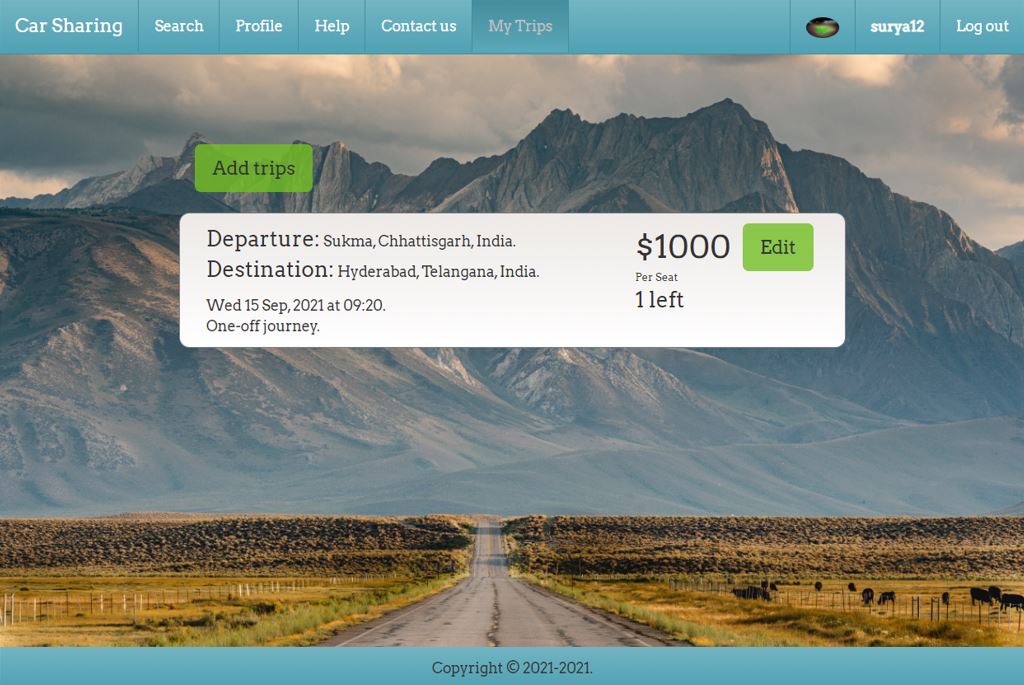 Car Sharing Search Profile Help Contact us My Trips surya12 Log out
Add trips
Departure: Sukma, Chhattisgarh, India.
Destination: Hyderabad, Telangana, India.
Wed 15 Sep, 2021 at 09:20.
One-off journey.
$1000
Per Seat
1 left
Edit
Copyright © 2021-2021.